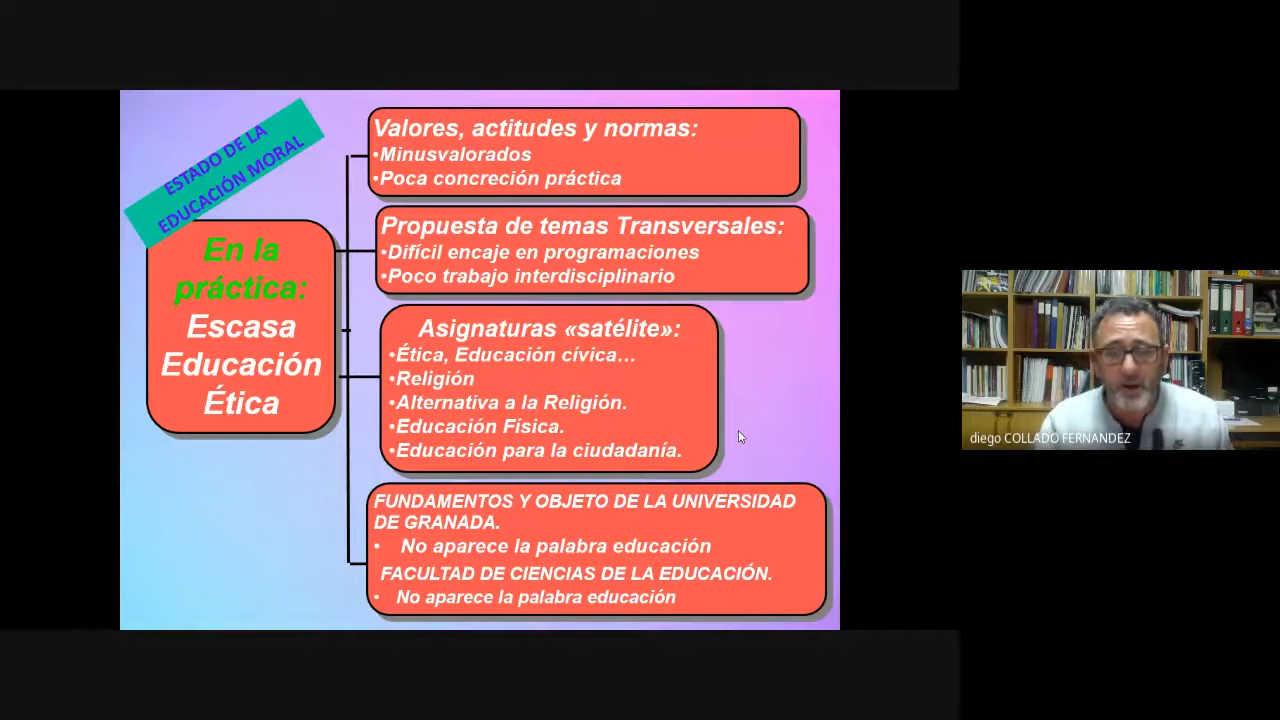 ESTADO DE LA
EDUCACIÓN MORAL
En la
práctica:
Escasa
Educación
Ética
Valores, actitudes y normas:
•Minusvalorados
•Poca concreción práctica
Propuesta de temas Transversales:
•Difícil encaje en programaciones
•Poco trabajo interdisciplinario
Asignaturas «satélite»:
•Ética, Educación cívica…
•Religión
•Alternativa a la Religión.
•Educación Física.
•Educación para la ciudadanía.
FUNDAMENTOS Y OBJETO DE LA UNIVERSIDAD
DE GRANADA.
• No aparece la palabra educación
FACULTAD DE CIENCIAS DE LA EDUCACIÓN.
• No aparece la palabra educación
diego COLLADO FERNANDEZ